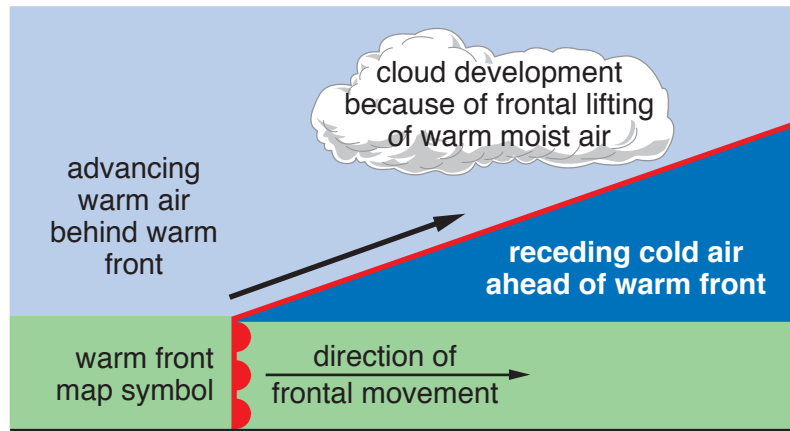 cloud development
because of frontal lifting
of warm moist air
advancing
warm air
behind warm
front
receding cold air
ahead of warm front
warm front
map symbol
direction of
frontal movement